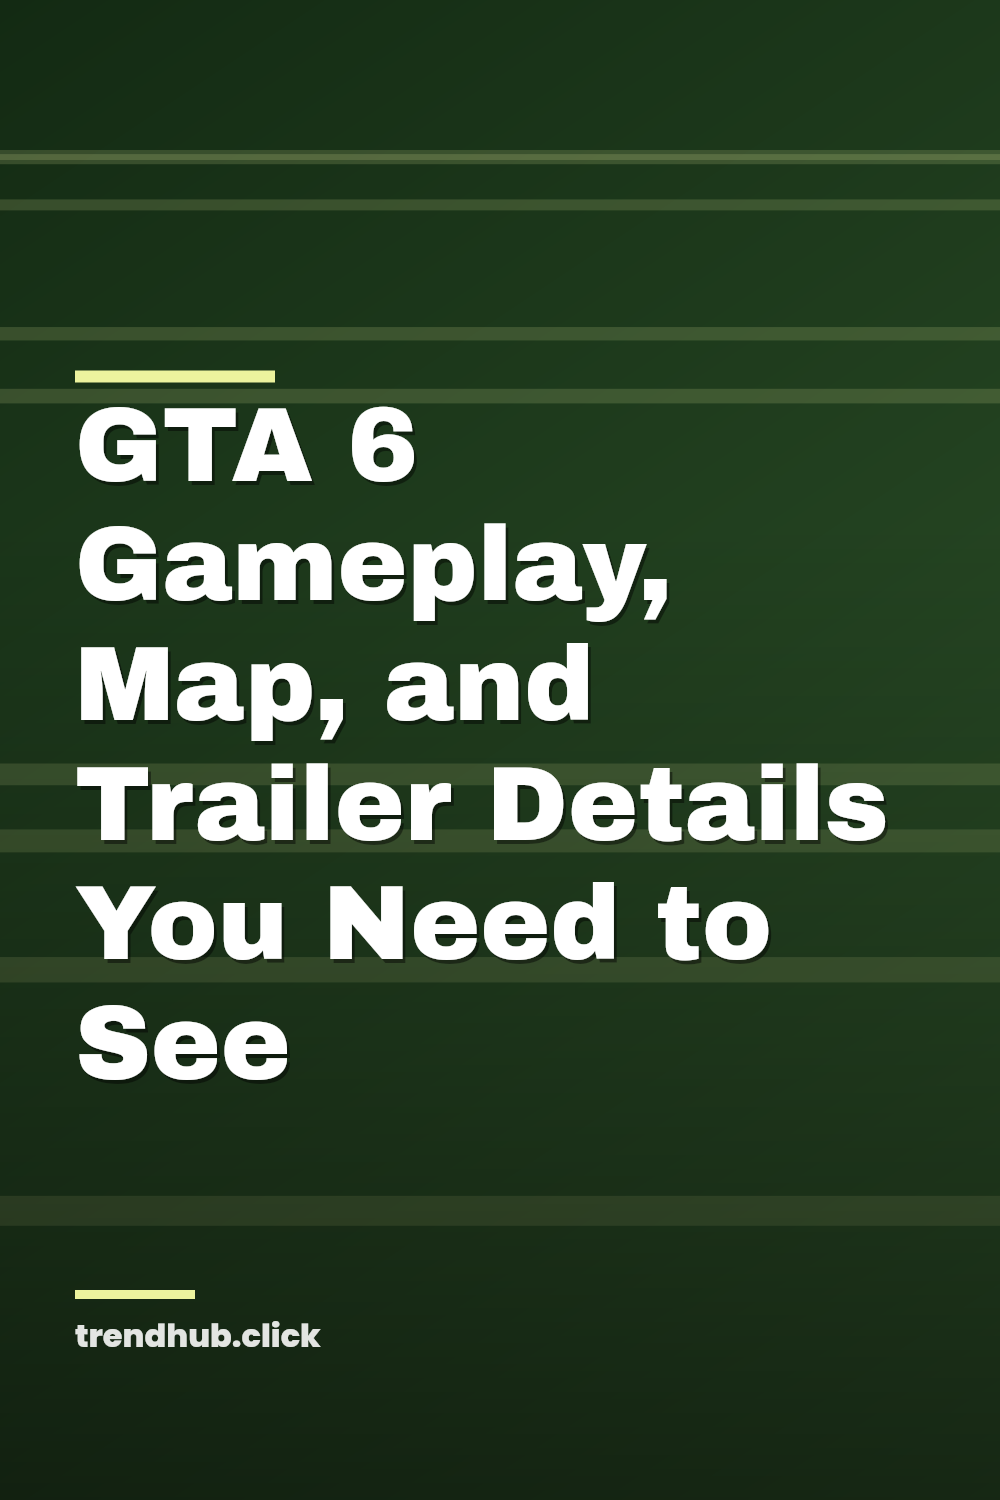 GTA 6
Gameplay,
Map, and
Trailer Details
You Need to
See
trendhub.click